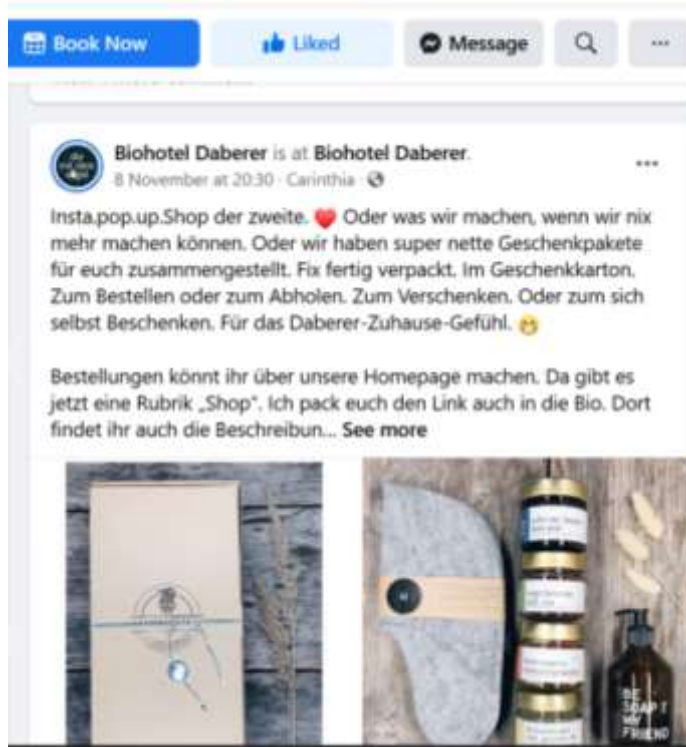 Book Now
Liked
Message
Biohotel Daberer is at Biohotel Daberer.
8 November at 20:30 · Carinthia ·
Insta.pop.up.Shop der zweite. ❤️ Oder was wir machen, wenn wir nix
mehr machen können. Oder wir haben super nette Geschenkpakete
für euch zusammengestellt. Fix fertig verpackt. Im Geschenkkarton.
Zum Bestellen oder zum Abholen. Zum Verschenken. Oder zum sich
selbst Beschenken. Für das Daberer-Zuhause-Gefühl. 🤭
Bestellungen könnt ihr über unsere Homepage machen. Da gibt es
jetzt eine Rubrik „Shop“. Ich pack euch den Link auch in die Bio. Dort
findet ihr auch die Beschreibun... See more
BE
SOAP !
MY
FRIEND